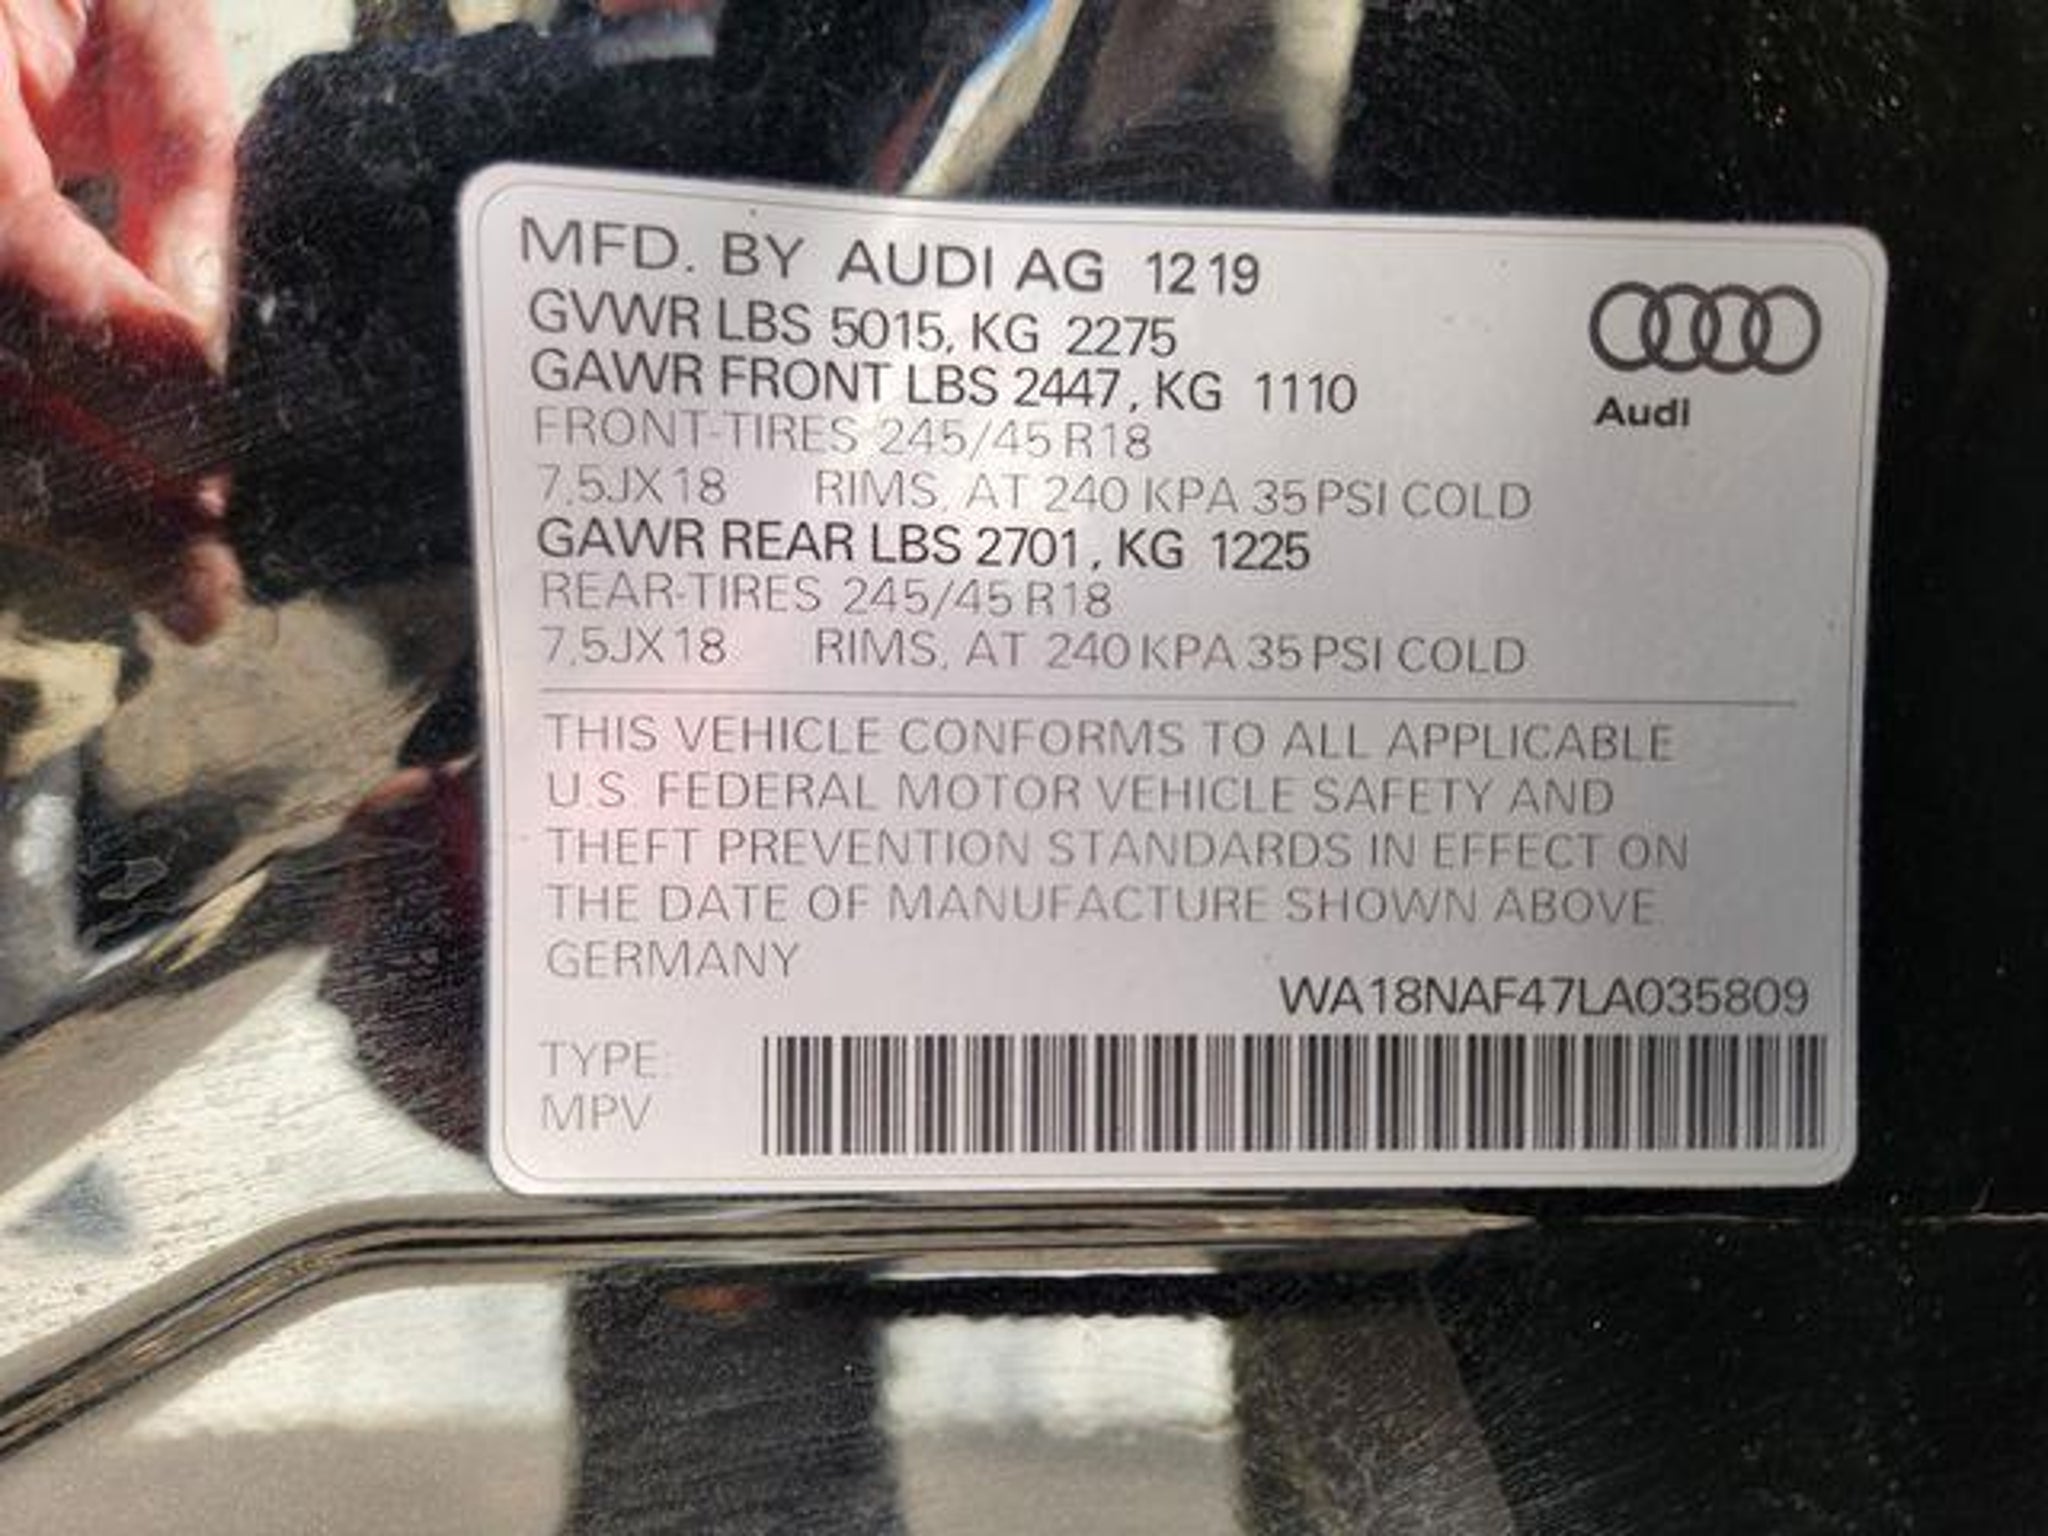 MFD. BY AUDI AG 1219
GVWR LBS 5015, KG 2275
GAWR FRONT LBS 2447, KG 1110
FRONT-TIRES 245/45 R18
7,5JX18 RIMS, AT 240 KPA 35 PSI COLD
GAWR REAR LBS 2701, KG 1225
REAR-TIRES 245/45 R18
7,5JX18 RIMS, AT 240 KPA 35 PSI COLD
Audi
THIS VEHICLE CONFORMS TO ALL APPLICABLE
U.S. FEDERAL MOTOR VEHICLE SAFETY AND
THEFT PREVENTION STANDARDS IN EFFECT ON
THE DATE OF MANUFACTURE SHOWN ABOVE.
GERMANY
WA18NAF47LA035809
TYPE:
MPV